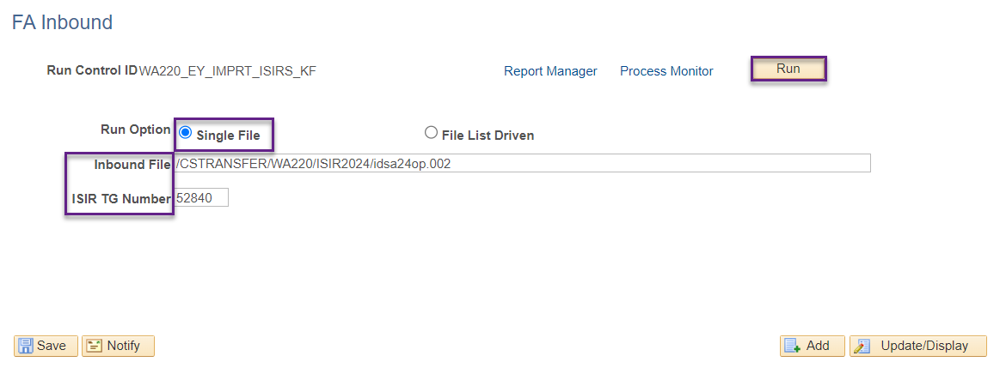 FA Inbound
Run Control ID WA220_EY_IMPRT_ISIRS_KF Report Manager Process Monitor Run
Run Option Single File File List Driven
Inbound File /CSTRANSFER/WA220/ISIR2024/idsa24op.002
ISIR TG Number 52840
Save Notify Add Update/Display